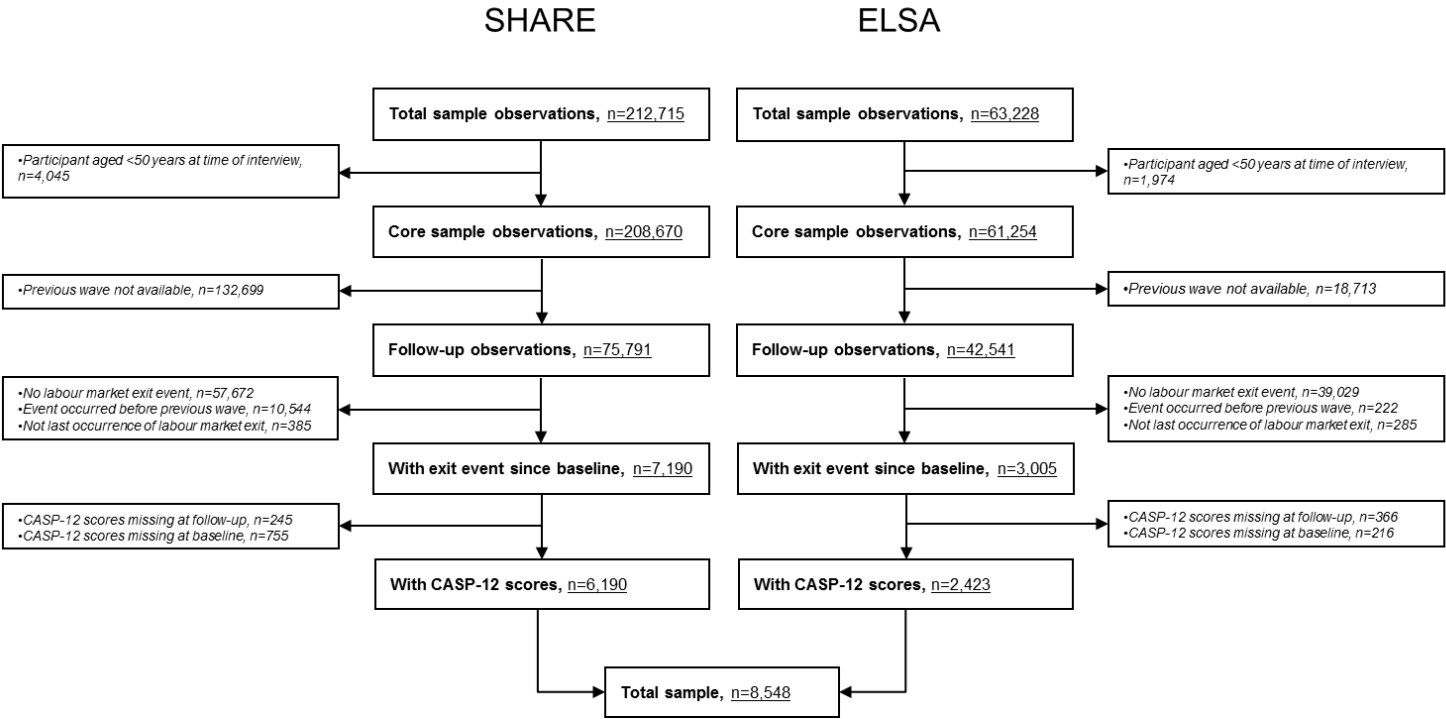 SHARE
ELSA
Total sample observations, n=212,715
Total sample observations, n=63,228
•Participant aged <50 years at time of interview,
n=4,045
•Participant aged <50 years at time of interview,
n=1,974
Core sample observations, n=208,670
Core sample observations, n=61,254
•Previous wave not available, n=132,699
•Previous wave not available, n=18,713
Follow-up observations, n=75,791
Follow-up observations, n=42,541
•No labour market exit event, n=57,672
•Event occurred before previous wave, n=10,544
•Not last occurrence of labour market exit, n=385
•No labour market exit event, n=39,029
•Event occurred before previous wave, n=222
•Not last occurrence of labour market exit, n=285
With exit event since baseline, n=7,190
With exit event since baseline, n=3,005
•CASP-12 scores missing at follow-up, n=245
•CASP-12 scores missing at baseline, n=755
•CASP-12 scores missing at follow-up, n=366
•CASP-12 scores missing at baseline, n=216
With CASP-12 scores, n=6,190
With CASP-12 scores, n=2,423
Total sample, n=8,548